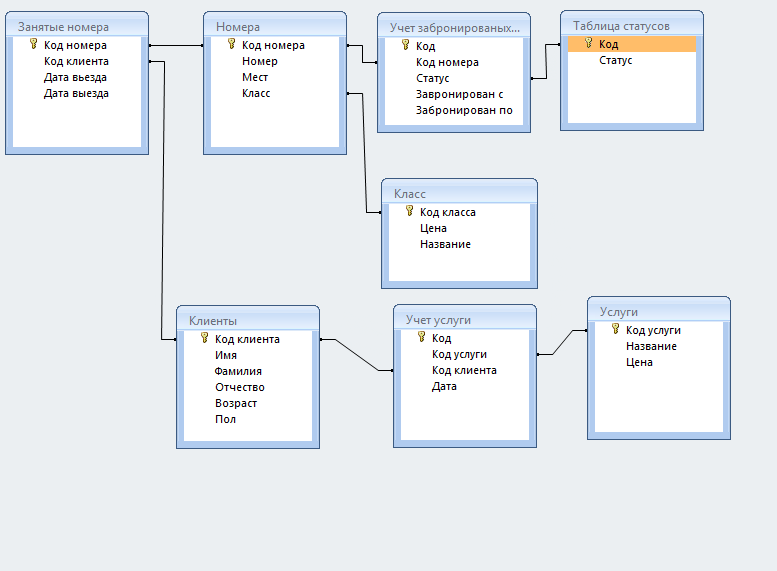 Занятые номера
Код номера
Код клиента
Дата вьезда
Дата выезда
Номера
Код номера
Номер
Мест
Класс
Учет забронированых...
Код
Код номера
Статус
Завронирован с
Забронирован по
Таблица статусов
Код
Статус
Класс
Код класса
Цена
Название
Клиенты
Код клиента
Имя
Фамилия
Отчество
Возраст
Пол
Учет услуги
Код
Код услуги
Код клиента
Дата
Услуги
Код услуги
Название
Цена